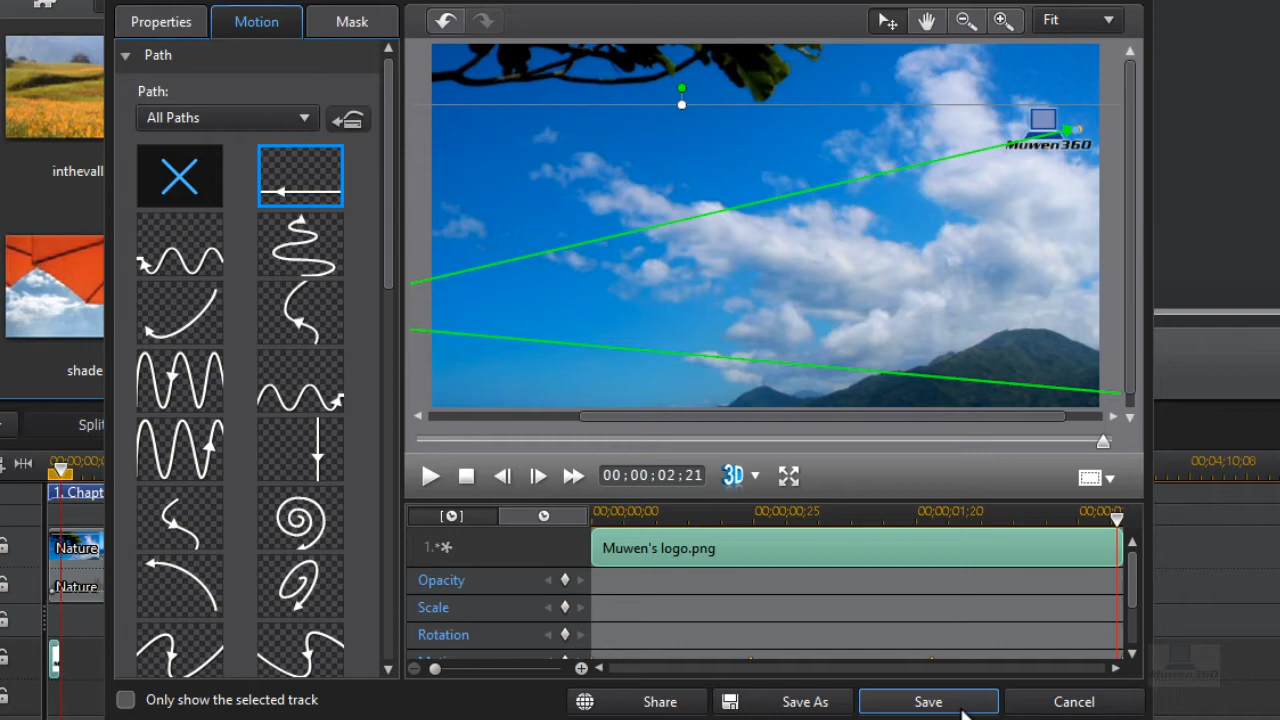 Properties
Motion
Mask
Fit
Path
Path:
All Paths
Muwen360
inthevall
shade
Split
00;00;02;21
3D
00;04;10;08
00;00;00;00
00;00;00;25
00;00;01;20
1. Chapt
Nature
Nature
1.
Muwen's logo.png
Opacity
Scale
Rotation
Only show the selected track
Share
Save As
Save
Cancel
Muwen360